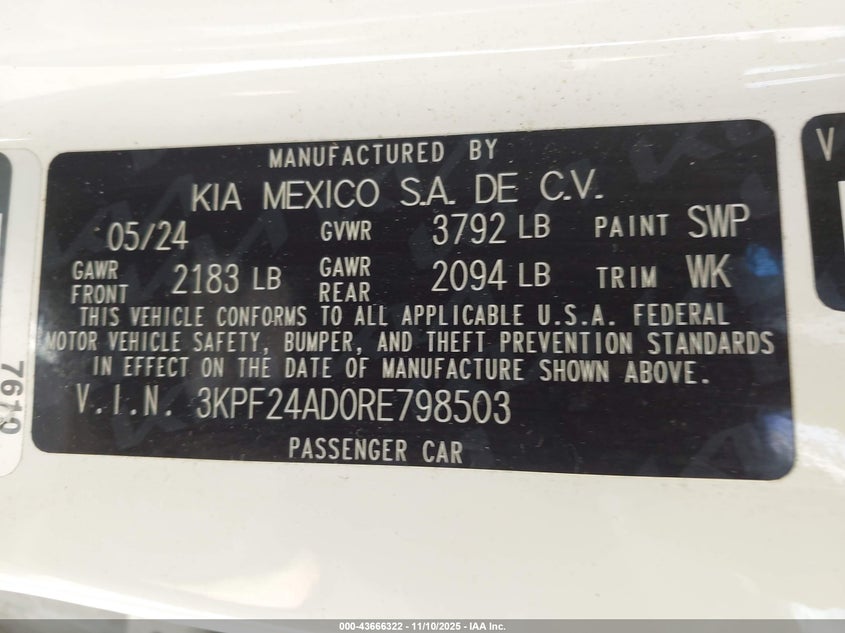 MANUFACTURED BY
KIA MEXICO S.A. DE C.V.
05/24 GVWR 3792 LB PAINT SWP
GAWR FRONT 2183 LB GAWR REAR 2094 LB TRIM WK
THIS VEHICLE CONFORMS TO ALL APPLICABLE U.S.A. FEDERAL
MOTOR VEHICLE SAFETY, BUMPER, AND THEFT PREVENTION STANDARDS
IN EFFECT ON THE DATE OF MANUFACTURE SHOWN ABOVE.
V.I.N. 3KPF24AD0RE798503
PASSENGER CAR
V
000-43666322 - 11/10/2025 - IAA Inc.